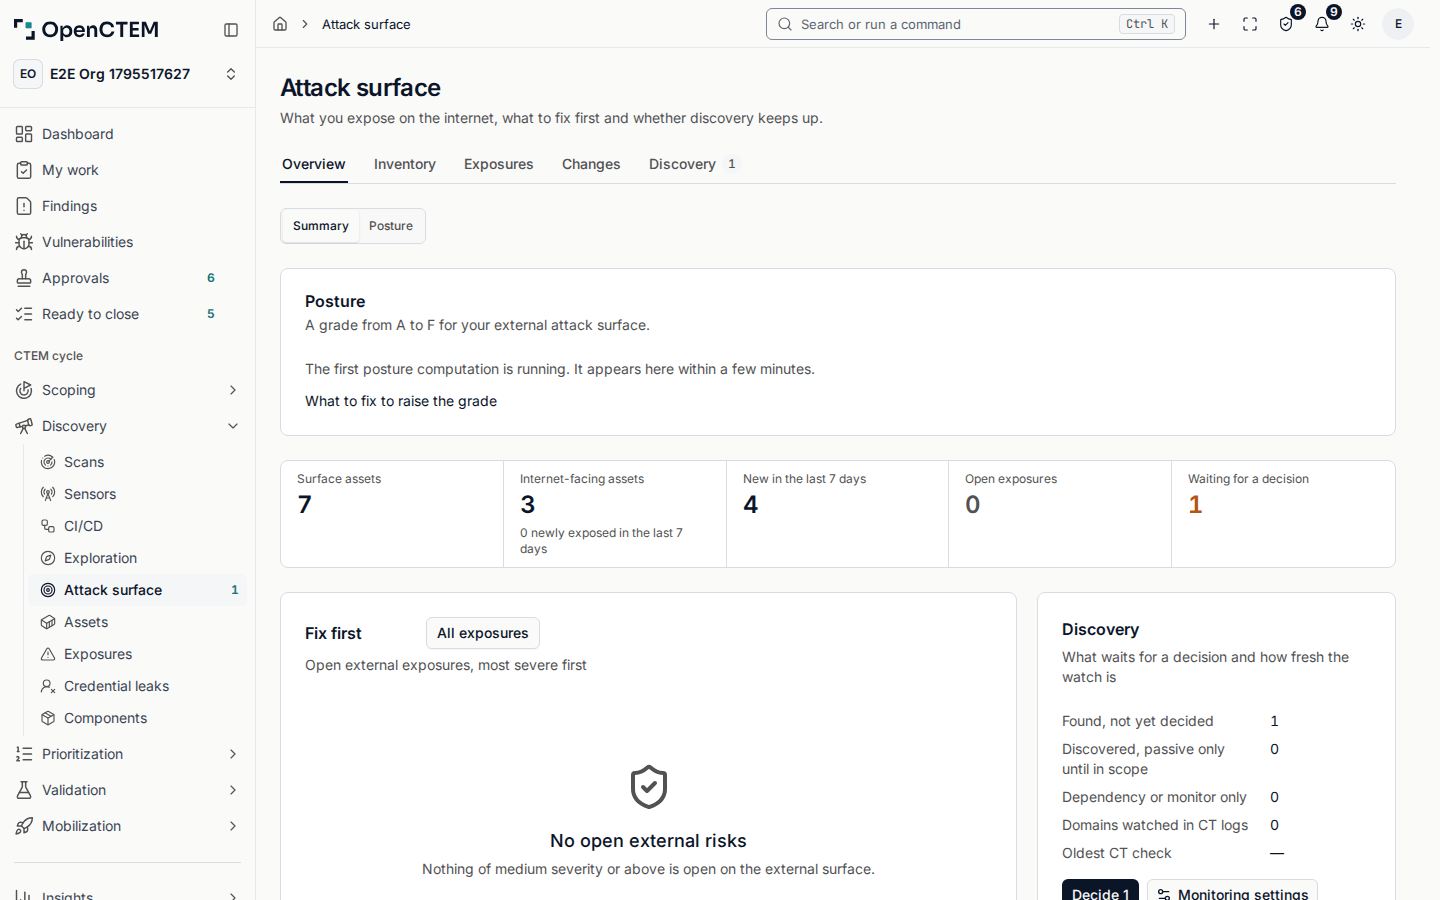 OpenCTEM
EO E2E Org 1795517627
Dashboard
My work
Findings
Vulnerabilities
Approvals 6
Ready to close 5
CTEM cycle
Scoping
Discovery
Scans
Sensors
CI/CD
Exploration
Attack surface 1
Assets
Exposures
Credential leaks
Components
Prioritization
Validation
Mobilization
Insights
Attack surface
Search or run a command Ctrl K
6
9
E
Attack surface
What you expose on the internet, what to fix first and whether discovery keeps up.
Overview Inventory Exposures Changes Discovery 1
Summary Posture
Posture
A grade from A to F for your external attack surface.
The first posture computation is running. It appears here within a few minutes.
What to fix to raise the grade
Surface assets
7
Internet-facing assets
3
0 newly exposed in the last 7
days
New in the last 7 days
4
Open exposures
0
Waiting for a decision
1
Fix first All exposures
Open external exposures, most severe first
No open external risks
Nothing of medium severity or above is open on the external surface.
Discovery
What waits for a decision and how fresh the
watch is
Found, not yet decided 1
Discovered, passive only 0
until in scope
Dependency or monitor only 0
Domains watched in CT logs 0
Oldest CT check —
Decide 1 Monitoring settings